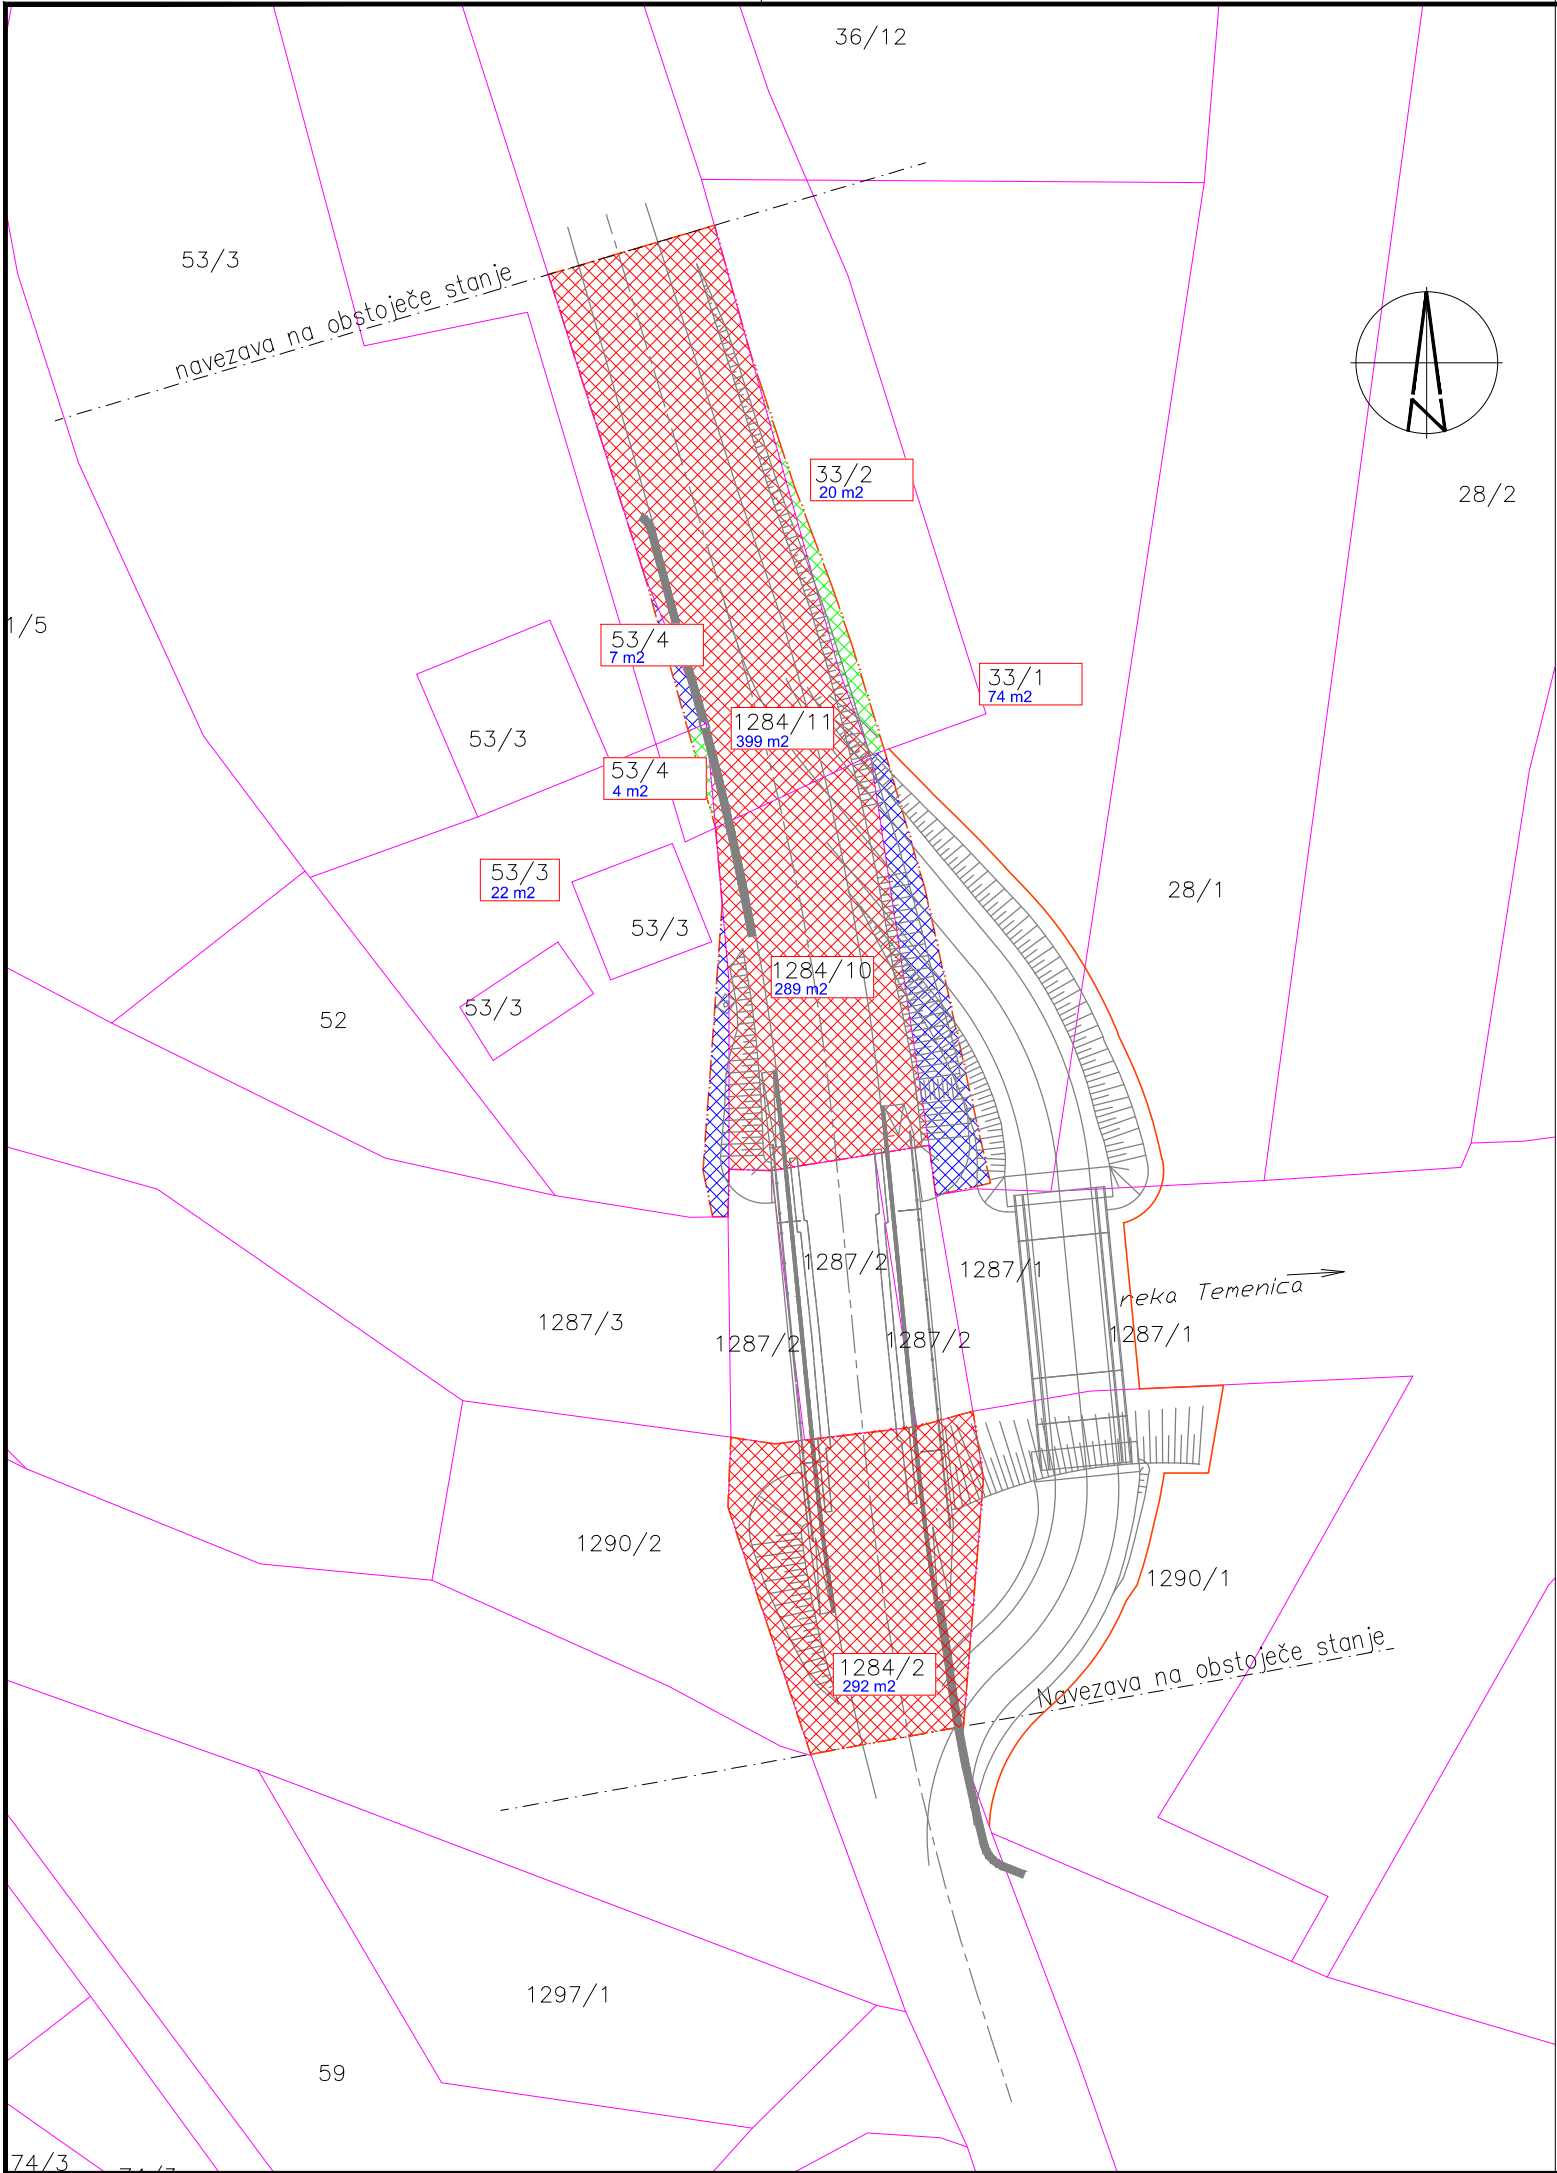 36/12
53/3
navezava na obstoječe stanje
N
33/2
20 m2
28/2
1/5
53/4
7 m2
33/1
74 m2
1284/11
399 m2
53/3
53/4
4 m2
53/3
22 m2
28/1
53/3
1284/10
289 m2
53/3
52
1287/2
1287/1
reka Temenica
1287/3
1287/2
1287/2
1287/1
1290/2
1290/1
Navezava na obstoječe stanje
1284/2
292 m2
1297/1
59
74/3